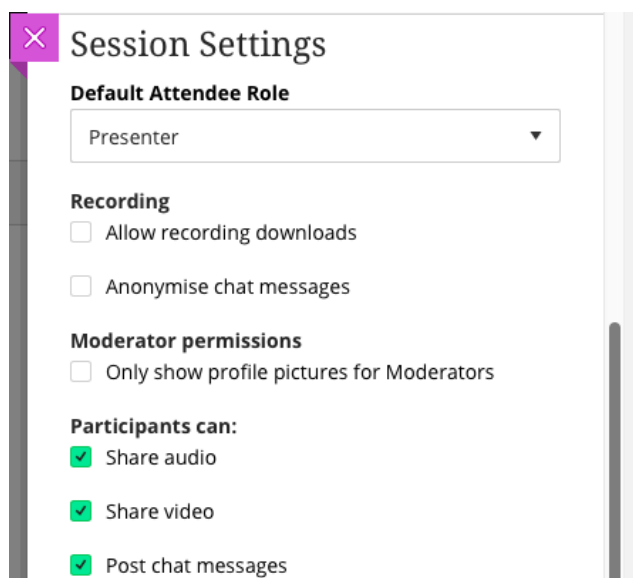 Session Settings
Default Attendee Role
Presenter
Recording
Allow recording downloads
Anonymise chat messages
Moderator permissions
Only show profile pictures for Moderators
Participants can:
Share audio
Share video
Post chat messages